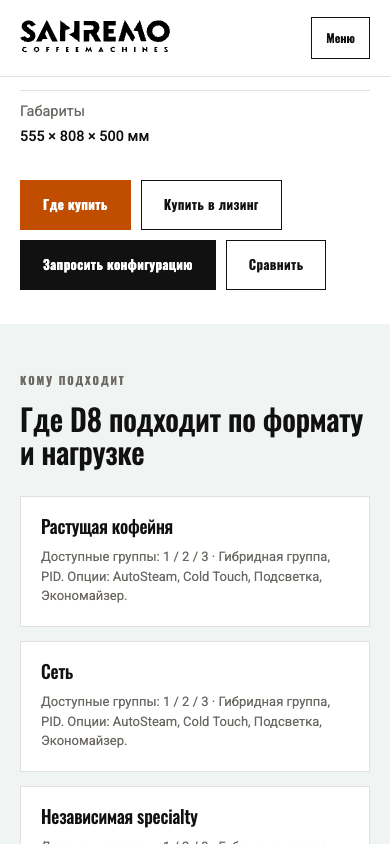 SANREMO
COFFEEMACHINES
Меню
Габариты
555 × 808 × 500 мм
Где купить
Купить в лизинг
Запросить конфигурацию
Сравнить
КОМУ ПОДХОДИТ
Где D8 подходит по формату
и нагрузке
Растущая кофейня
Доступные группы: 1 / 2 / 3 · Гибридная группа,
PID. Опции: AutoSteam, Cold Touch, Подсветка,
Экономайзер.
Сеть
Доступные группы: 1 / 2 / 3 · Гибридная группа,
PID. Опции: AutoSteam, Cold Touch, Подсветка,
Экономайзер.
Независимая specialty